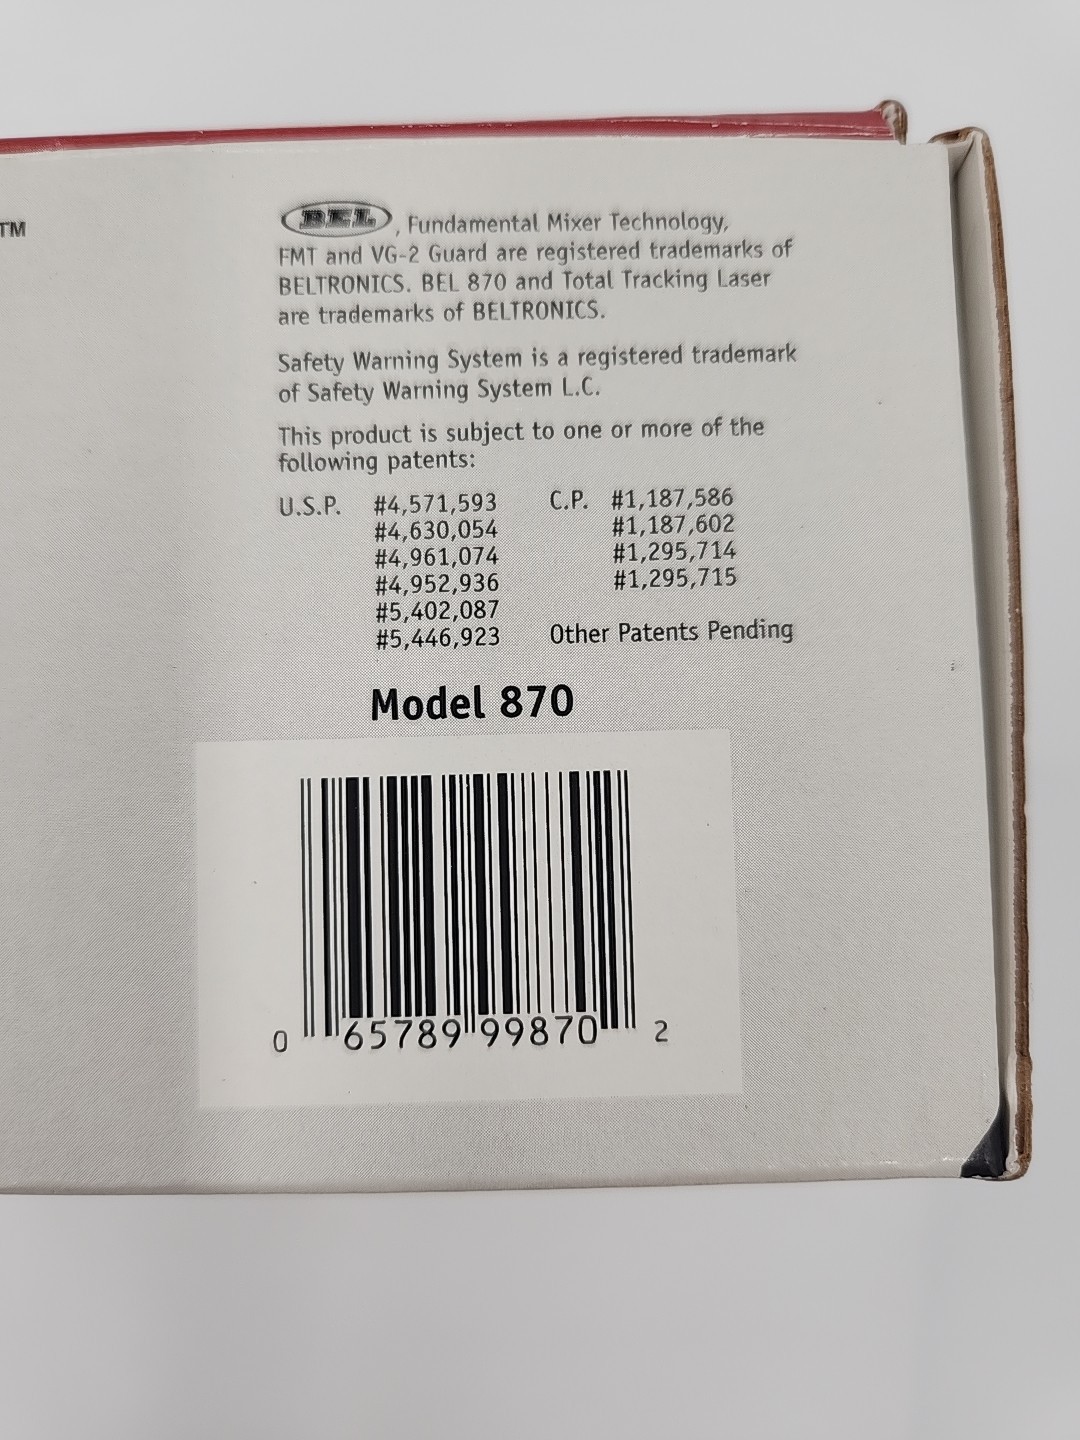 TM
BEL, Fundamental Mixer Technology,
FMT and VG-2 Guard are registered trademarks of
BELTRONICS. BEL 870 and Total Tracking Laser
are trademarks of BELTRONICS.
Safety Warning System is a registered trademark
of Safety Warning System L.C.
This product is subject to one or more of the
following patents:
U.S.P. #4,571,593 C.P. #1,187,586
#4,630,054 #1,187,602
#4,961,074 #1,295,714
#4,952,936 #1,295,715
#5,402,087
#5,446,923 Other Patents Pending
Model 870
0 65789 99870 2